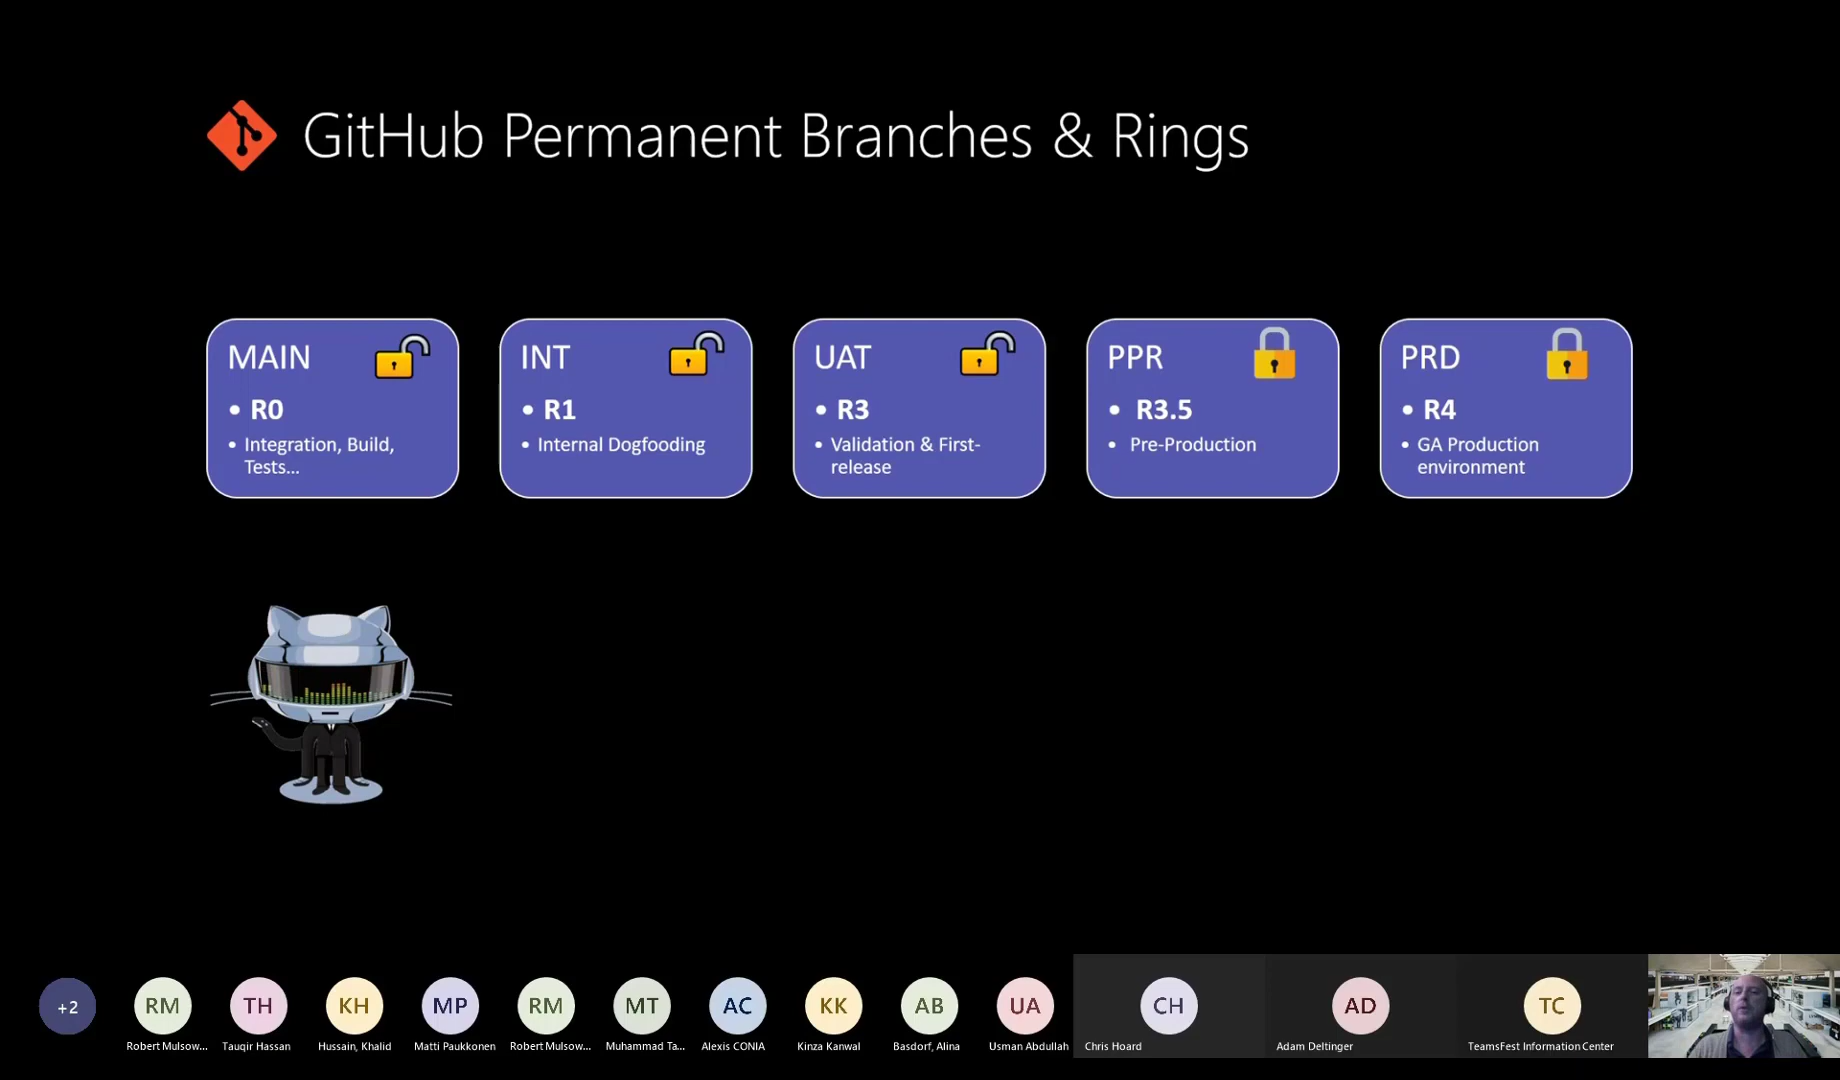 GitHub Permanent Branches & Rings
MAIN
• R0
• Integration, Build,
Tests...
INT
• R1
• Internal Dogfooding
UAT
• R3
• Validation & First-
release
PPR
• R3.5
• Pre-Production
PRD
• R4
• GA Production
environment
+2
RM
Robert Mulsow...
TH
Tauqir Hassan
KH
Hussain, Khalid
MP
Matti Paukkonen
RM
Robert Mulsow...
MT
Muhammad Ta...
AC
Alexis CONIA
KK
Kinza Kanwal
AB
Basdorf, Alina
UA
Usman Abdullah
CH
Chris Hoard
AD
Adam Deltinger
TC
TeamsFest Information Center